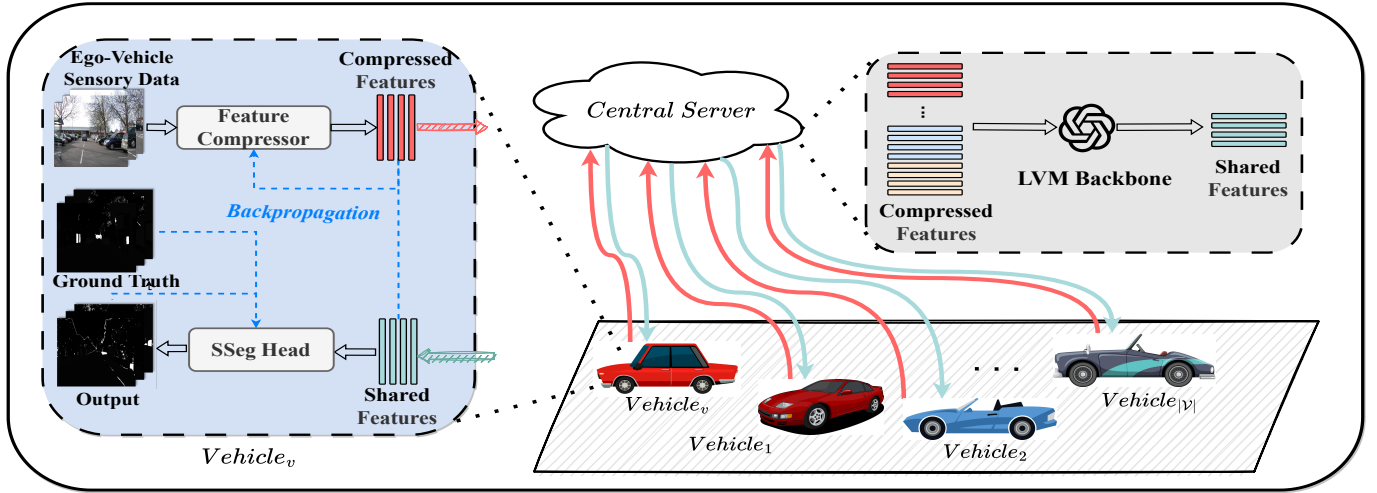 Ego-Vehicle
Sensory Data
Compressed
Features
Feature
Compressor
Backpropagation
Ground Truth
SSeg Head
Output
Shared
Features
Vehicle_v
Central Server
Compressed
Features
LVM Backbone
Shared
Features
Vehicle_v
Vehicle_1
Vehicle_2
Vehicle_{|𝒱|}